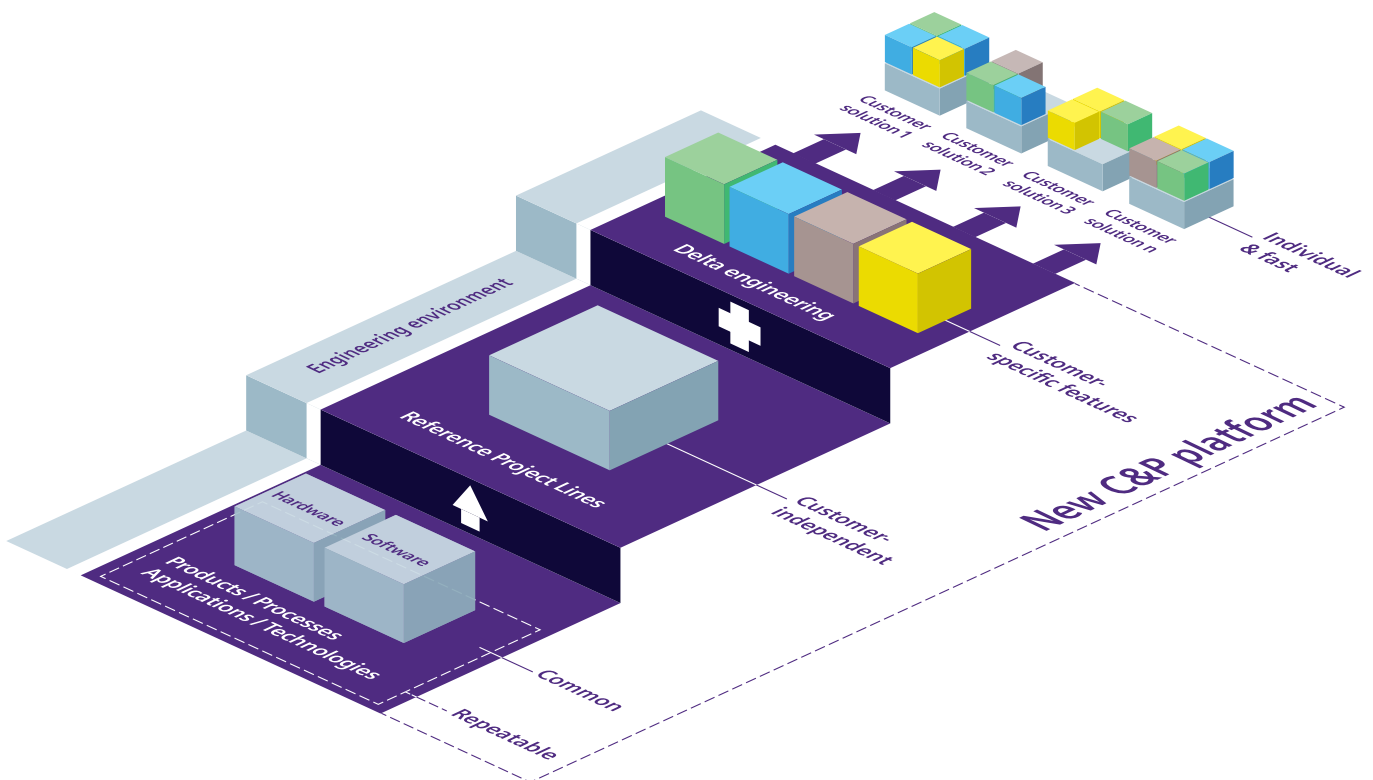 Customer
solution 1
Customer
solution 2
Customer
solution 3
Customer
solution n
Individual
& fast
Delta engineering
Customer-
specific features
Engineering environment
Reference Project Lines
Customer-
independent
New C&P platform
Hardware
Software
Products / Processes
Applications / Technologies
Common
Repeatable